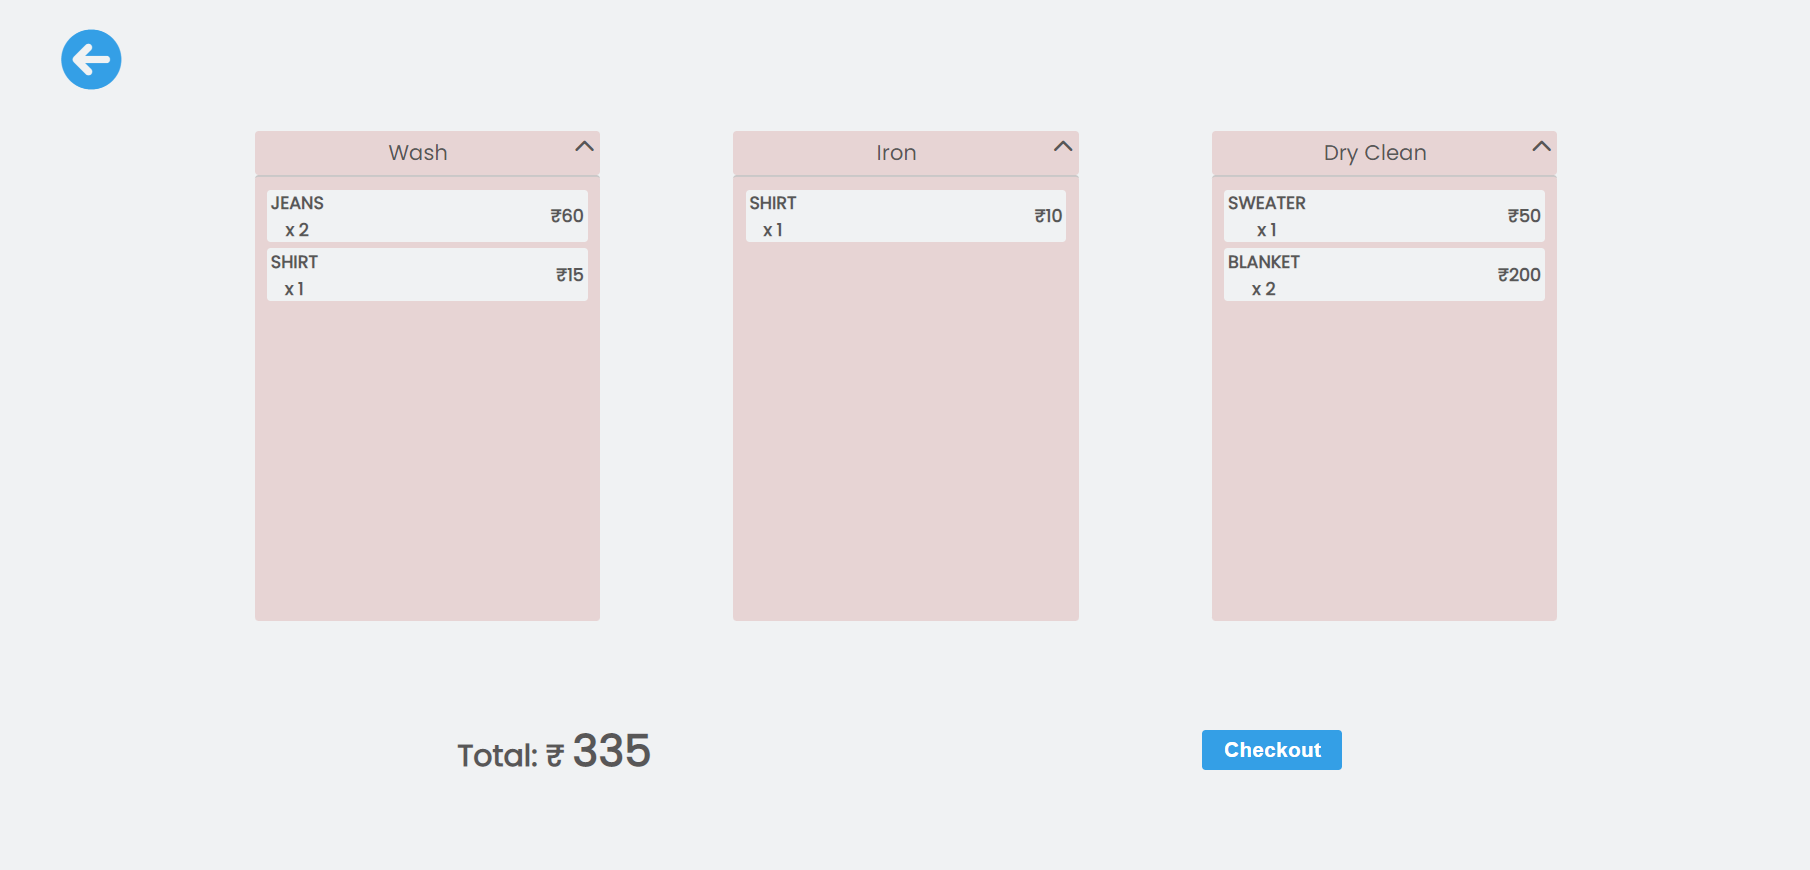 Wash
JEANS
x 2
₹60
SHIRT
x 1
₹15
Iron
SHIRT
x 1
₹10
Dry Clean
SWEATER
x 1
₹50
BLANKET
x 2
₹200
Total: ₹ 335
Checkout